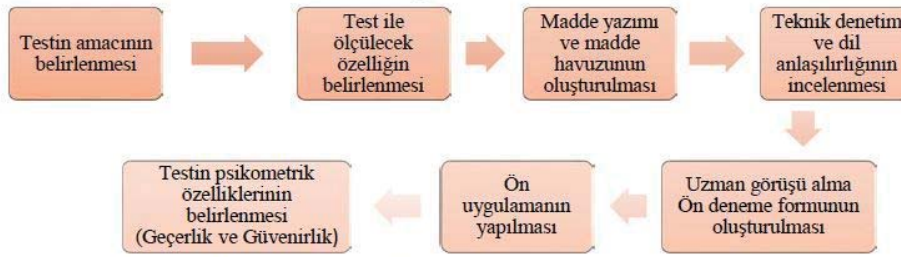 Testin amacının
belirlenmesi
Test ile
ölçülecek
özelliğin
belirlenmesi
Madde yazımı
ve madde
havuzunun
oluşturulması
Teknik denetim
ve dil
anlaşılırlığının
incelenmesi
Uzman görüşü alma
Ön deneme formunun
oluşturulması
Ön
uygulamanın
yapılması
Testin psikometrik
özelliklerinin
belirlenmesi
(Geçerlik ve Güvenirlik)